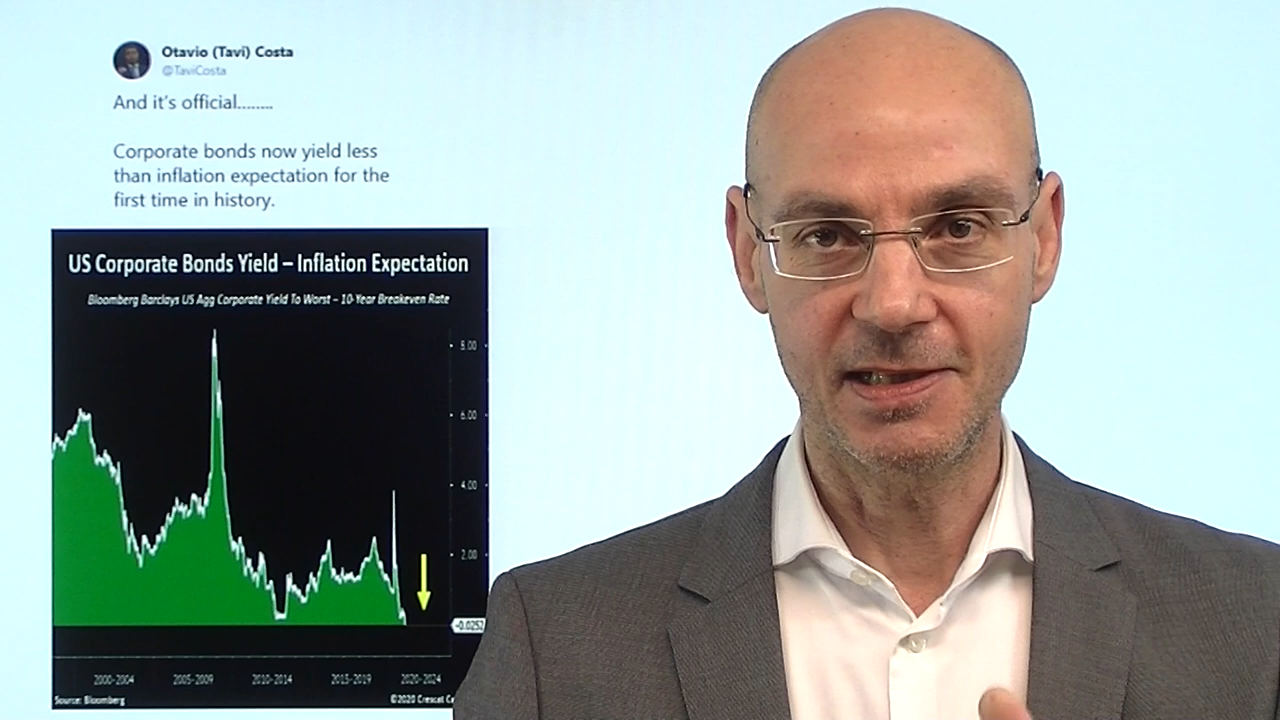 Otavio (Tavi) Costa
@TaviCosta
And it's official........
Corporate bonds now yield less
than inflation expectation for the
first time in history.
US Corporate Bonds Yield – Inflation Expectation
Bloomberg Barclays US Agg Corporate Yield To Worst – 10-Year Breakeven Rate
8.00
6.00
4.00
2.00
-0.0252
2000-2004 2005-2009 2010-2014 2015-2019 2020-2024
Source: Bloomberg ©2020 Crescat